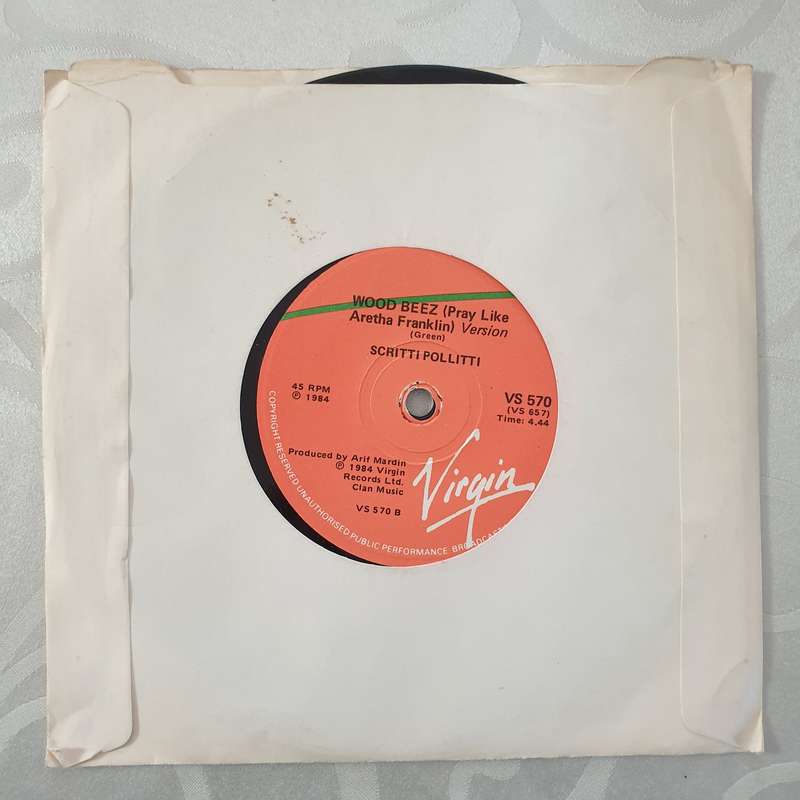 WOOD BEEZ (Pray Like
Aretha Franklin) Version
(Green)
SCRITTI POLLITTI
45 RPM
℗ 1984
VS 570
(VS 657)
Time: 4.44
Produced by Arif Mardin
℗ 1984 Virgin
Records Ltd.
Clan Music
VS 570 B
Virgin
COPYRIGHT RESERVED UNAUTHORISED PUBLIC PERFORMANCE BROADCAST